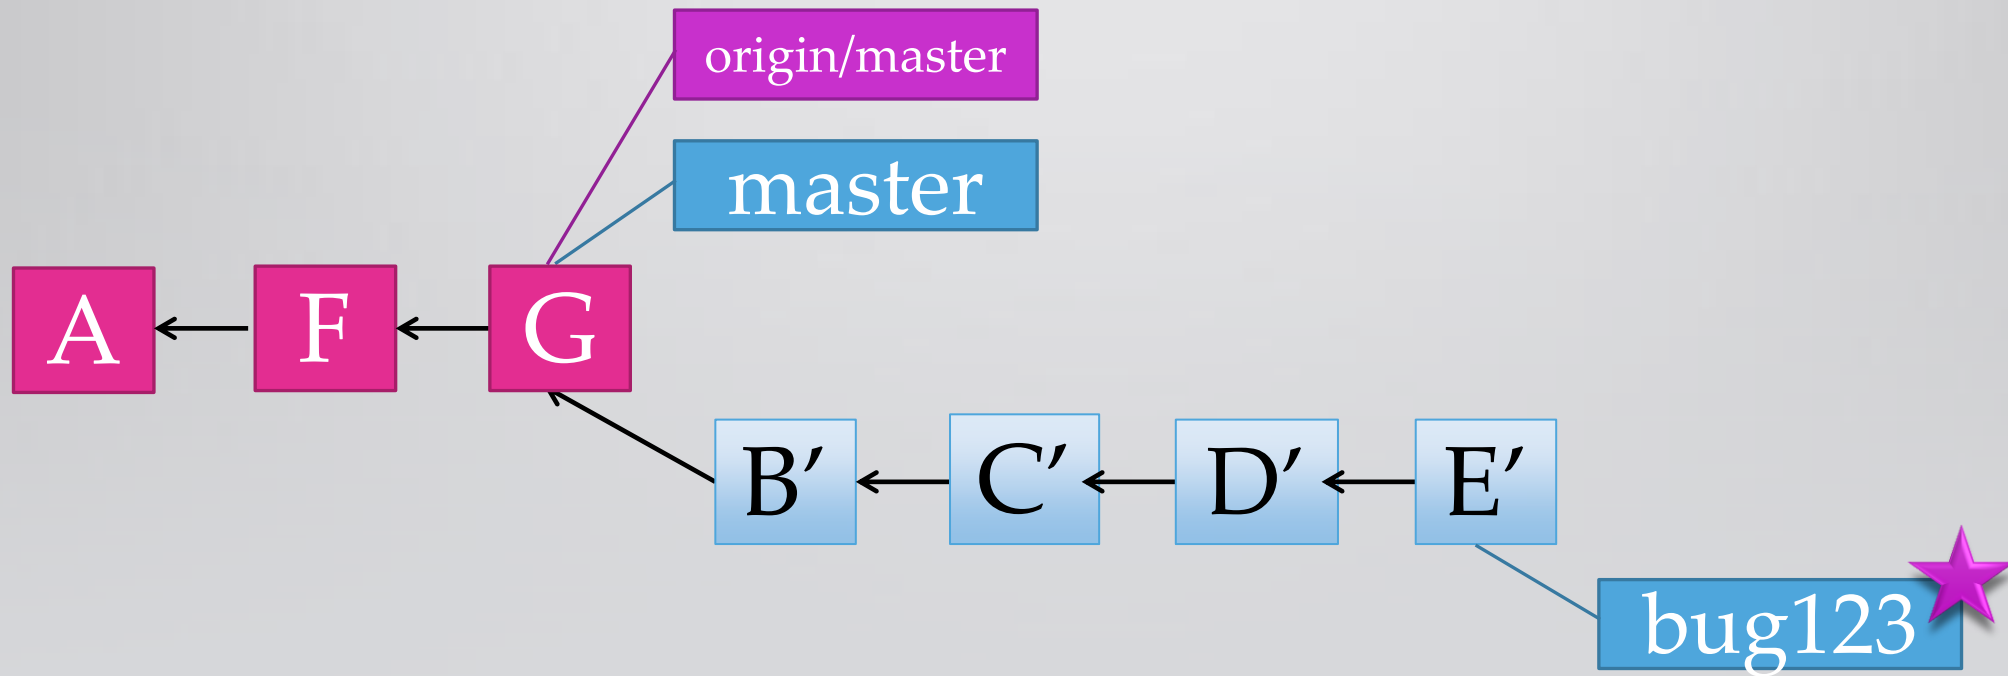 origin/master
master
A F G
B’ C’ D’ E’
bug123